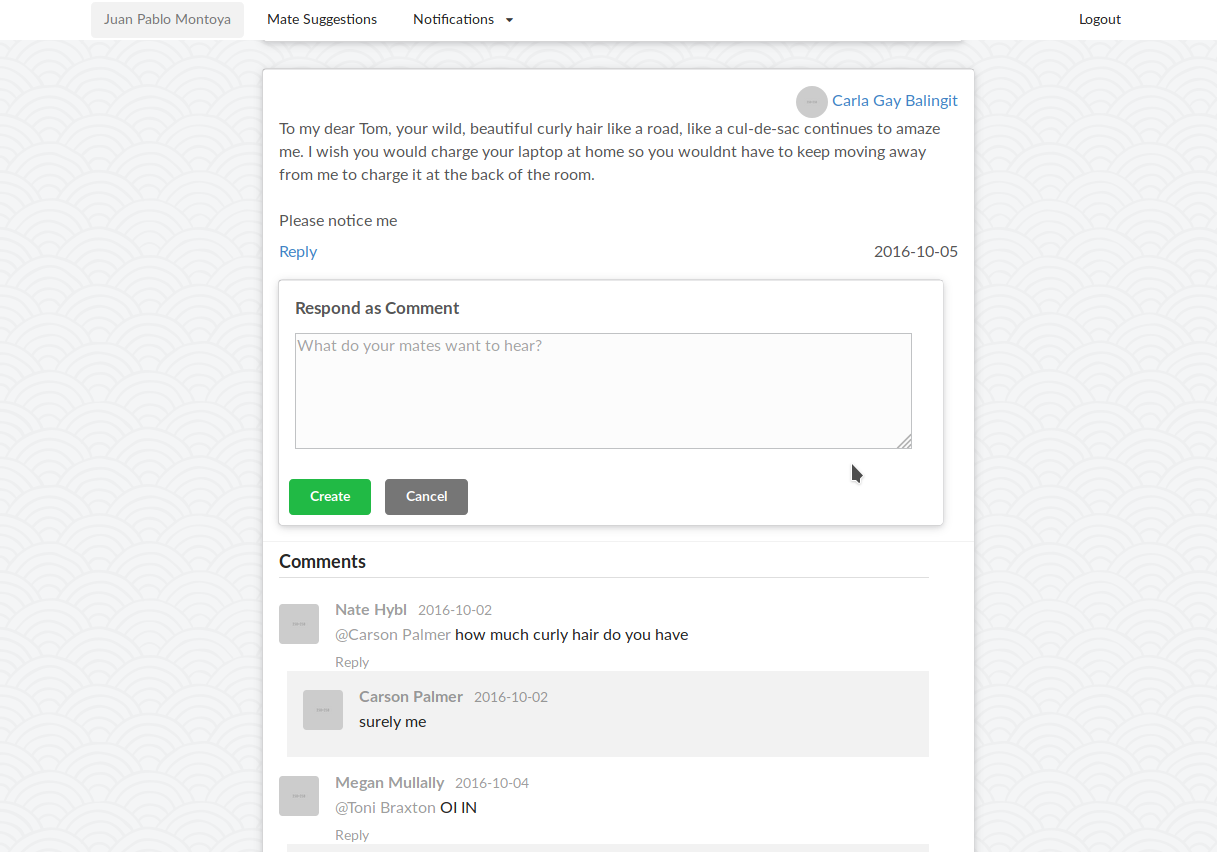 Juan Pablo Montoya Mate Suggestions Notifications Logout
Carla Gay Balingit
To my dear Tom, your wild, beautiful curly hair like a road, like a cul-de-sac continues to amaze
me. I wish you would charge your laptop at home so you wouldnt have to keep moving away
from me to charge it at the back of the room.
Please notice me
Reply 2016-10-05
Respond as Comment
What do your mates want to hear?
Create Cancel
Comments
Nate Hybl 2016-10-02
@Carson Palmer how much curly hair do you have
Reply
Carson Palmer 2016-10-02
surely me
Megan Mullally 2016-10-04
@Toni Braxton OI IN
Reply